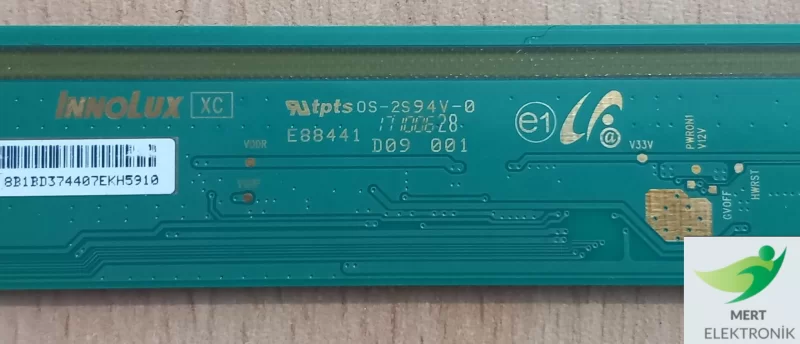 INNOLUX XC
tpts OS-2S94V-0
17100628
E88441
D09 001
e1
@
VDDR
V33V
PWRON1
V12V
HWRST
GVOFF
8B1BD374407EKH5910
MERT
ELEKTRONİK